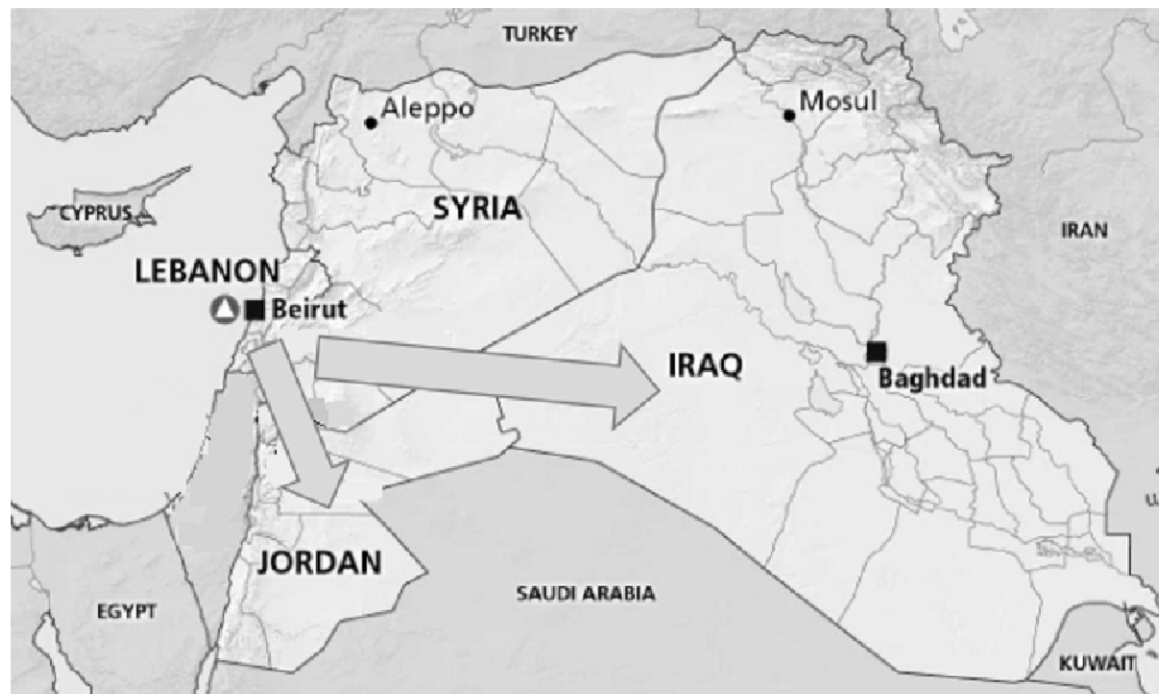 TURKEY
Aleppo
Mosul
CYPRUS
SYRIA
IRAN
LEBANON
Beirut
IRAQ
Baghdad
JORDAN
EGYPT
SAUDI ARABIA
KUWAIT